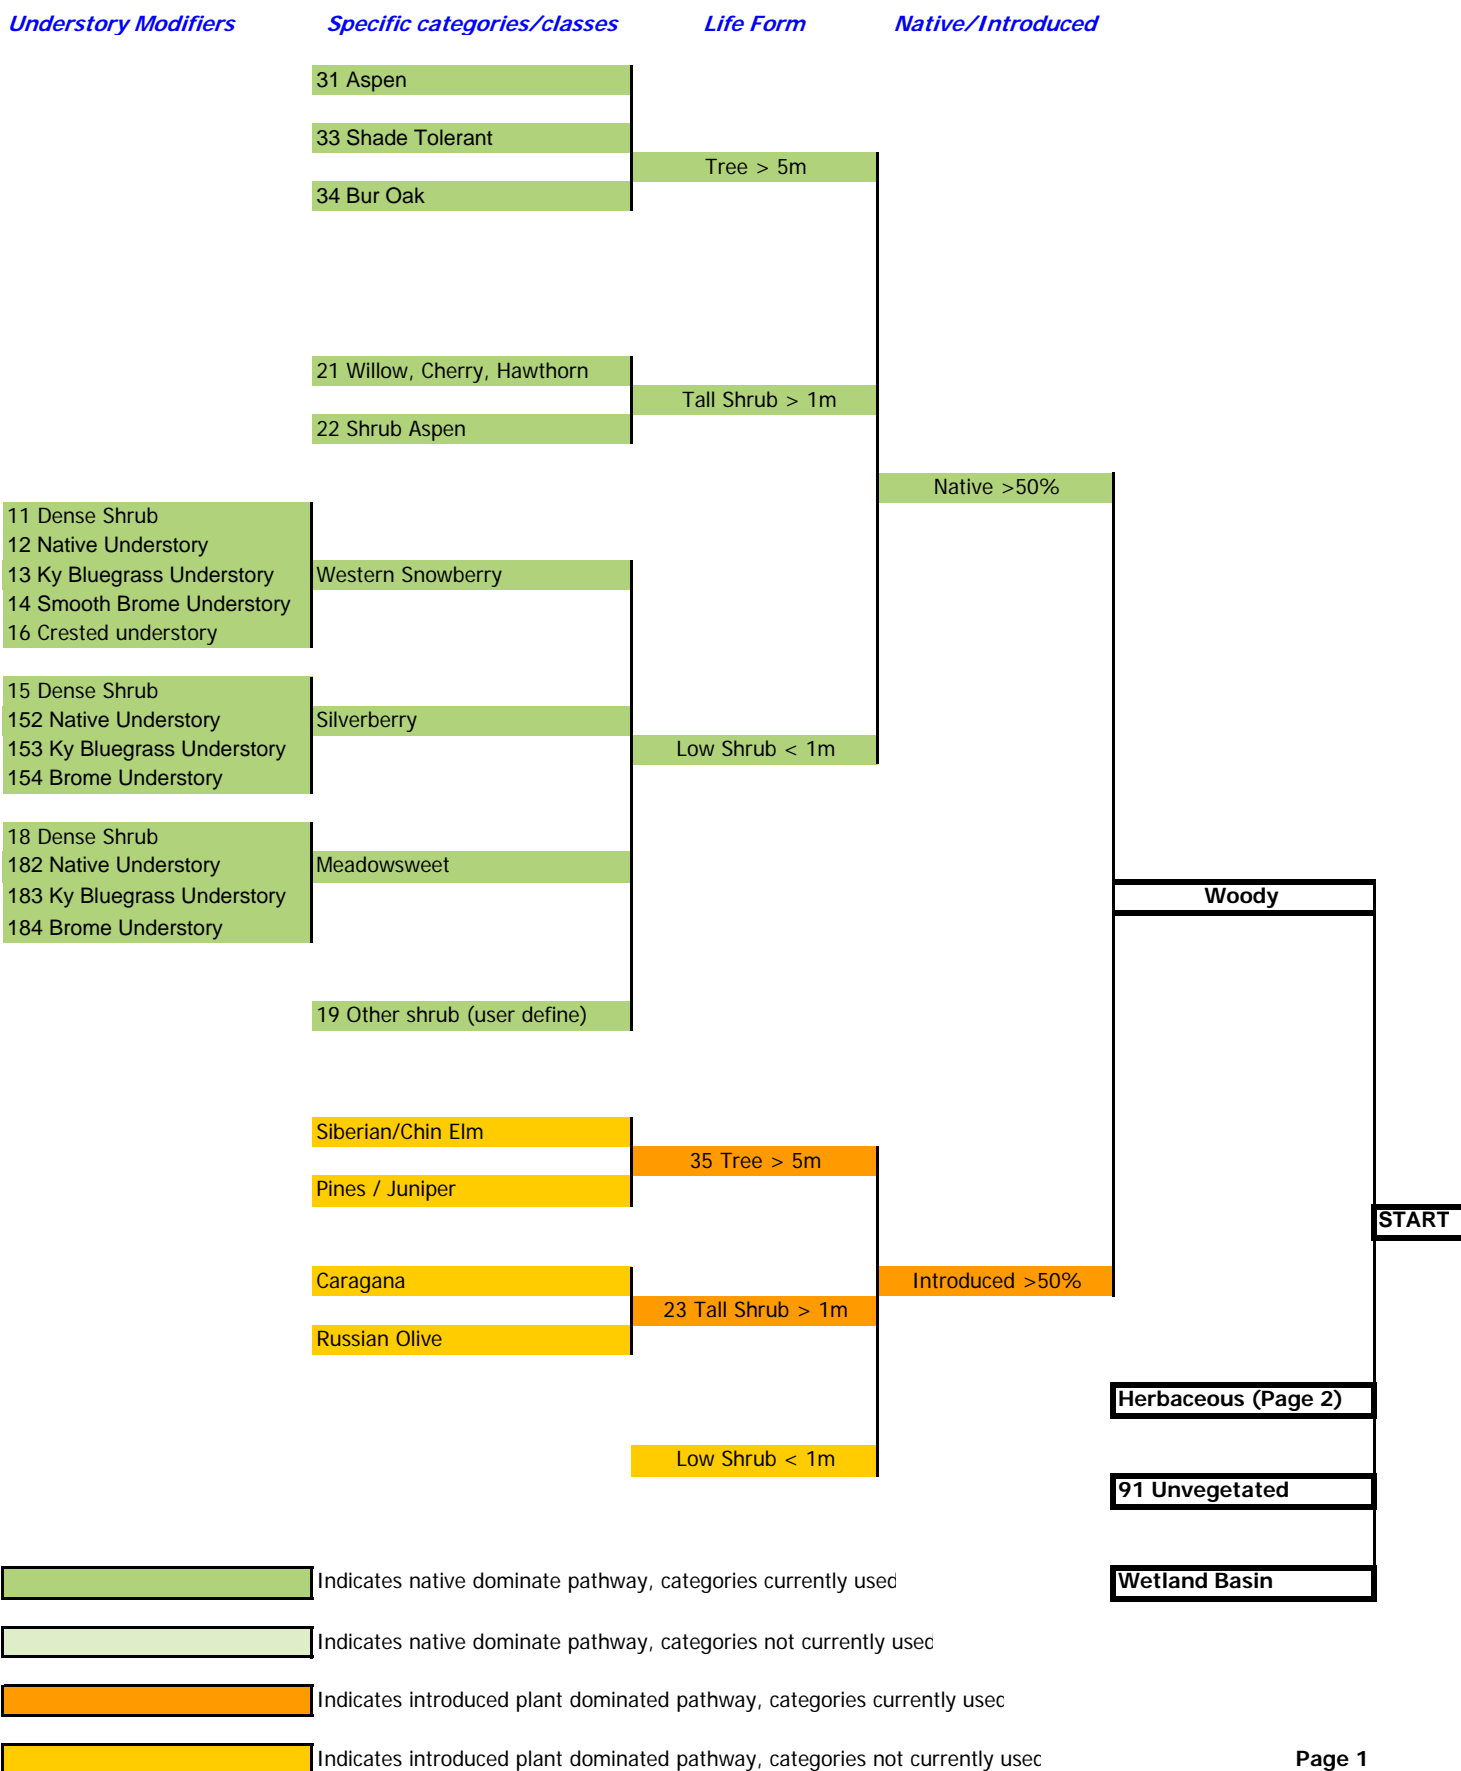 Understory Modifiers
Specific categories/classes
Life Form
Native/Introduced
31 Aspen
33 Shade Tolerant
Tree > 5m
34 Bur Oak
21 Willow, Cherry, Hawthorn
Tall Shrub > 1m
22 Shrub Aspen
Native >50%
11 Dense Shrub
12 Native Understory
13 Ky Bluegrass Understory
Western Snowberry
14 Smooth Brome Understory
16 Crested understory
15 Dense Shrub
152 Native Understory
Silverberry
153 Ky Bluegrass Understory
Low Shrub < 1m
154 Brome Understory
18 Dense Shrub
182 Native Understory
Meadowsweet
183 Ky Bluegrass Understory
Woody
184 Brome Understory
19 Other shrub (user define)
Siberian/Chin Elm
35 Tree > 5m
Pines / Juniper
START
Caragana
Introduced >50%
23 Tall Shrub > 1m
Russian Olive
Herbaceous (Page 2)
Low Shrub < 1m
91 Unvegetated
Indicates native dominate pathway, categories currently used
Wetland Basin
Indicates native dominate pathway, categories not currently used
Indicates introduced plant dominated pathway, categories currently used
Indicates introduced plant dominated pathway, categories not currently used
Page 1